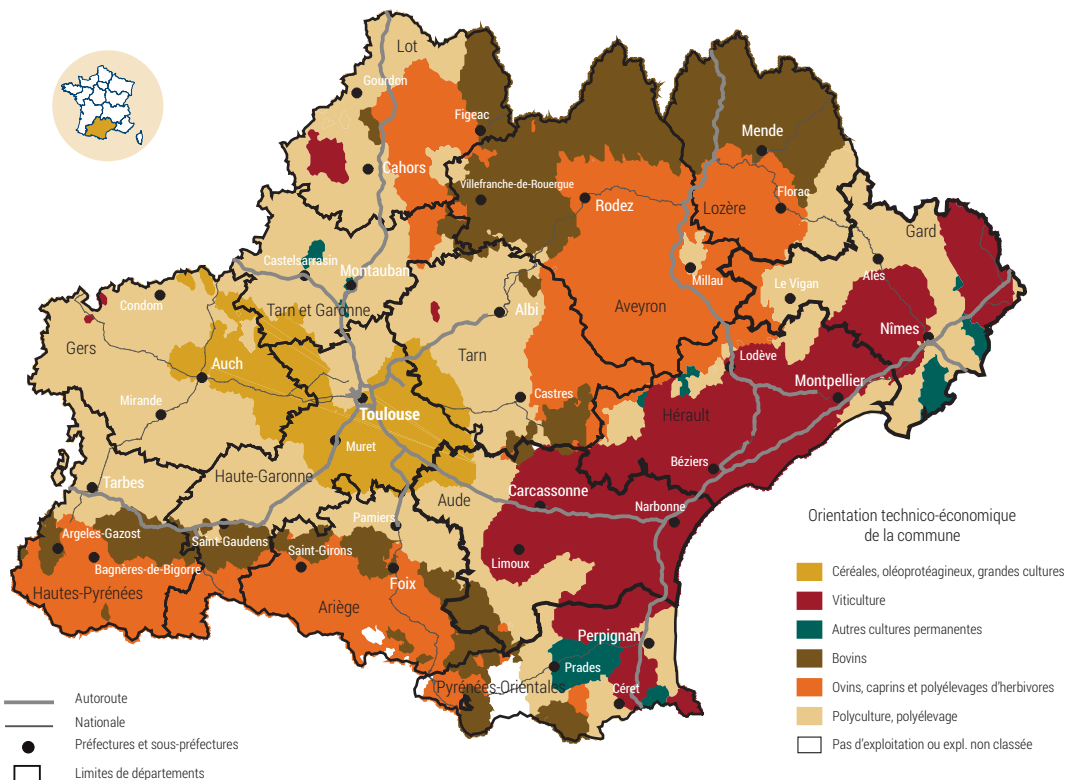 Lot
Gourdon
Figeac
Mende
Cahors
Villefranche-de-Rouergue
Rodez
Florac
Lozère
Gard
Castelsarrasin
Montauban
Millau
Ales
Le Vigan
Condom
Tarn et Garonne
Albi
Aveyron
Nîmes
Gers
Tarn
Lodève
Auch
Montpellier
Mirande
Castres
Toulouse
Hérault
Muret
Béziers
Haute-Garonne
Tarbes
Aude
Carcassonne
Narbonne
Pamiers
Argeles-Gazost
Saint-Gaudens
Saint-Girons
Bagnères-de-Bigorre
Limoux
Foix
Hautes-Pyrénées
Ariège
Perpignan
Prades
(Pyrénées-Orientales
Céret
Orientation technico-économique
de la commune
Céréales, oléoprotéagineux, grandes cultures
Viticulture
Autres cultures permanentes
Bovins
Ovins, caprins et polyélevages d'herbivores
Polyculture, polyélevage
Pas d'exploitation ou expl. non classée
Autoroute
Nationale
Préfectures et sous-préfectures
Limites de départements